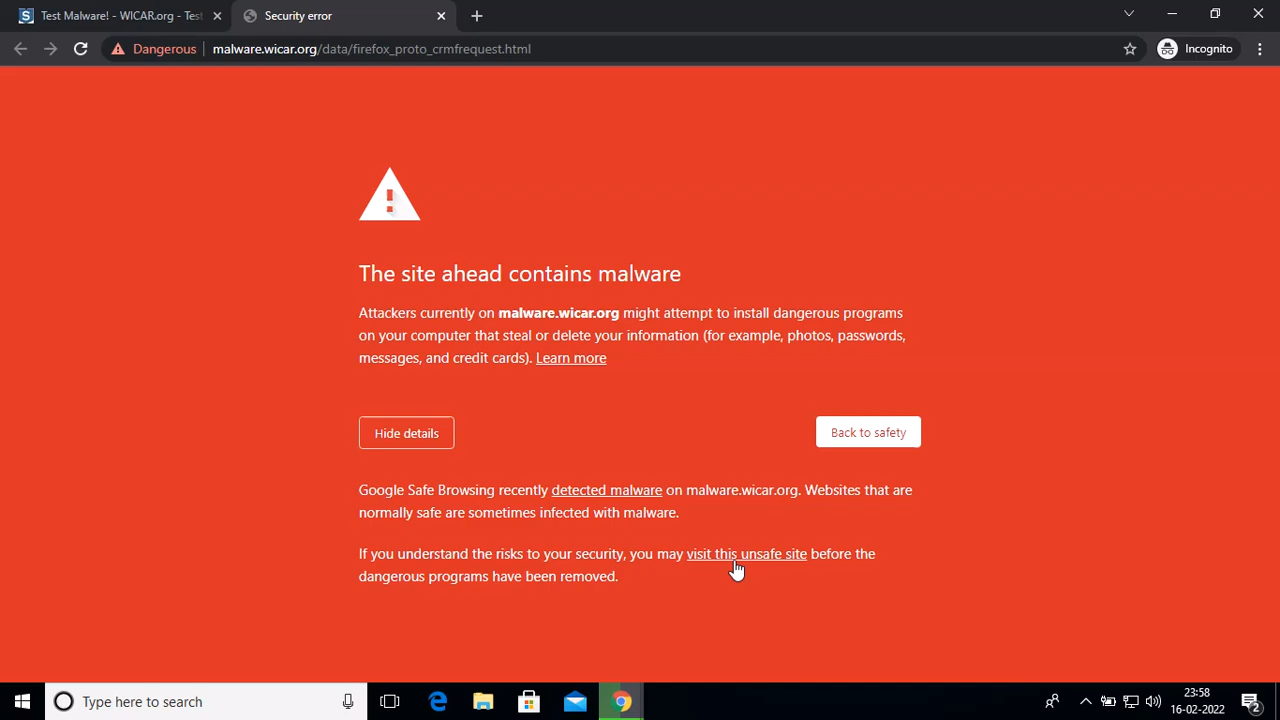 Test Malware! - WICAR.org - Test
Security error
Dangerous
malware.wicar.org/data/firefox_proto_crmfrequest.html
Incognito
The site ahead contains malware
Attackers currently on malware.wicar.org might attempt to install dangerous programs
on your computer that steal or delete your information (for example, photos, passwords,
messages, and credit cards). Learn more
Hide details
Back to safety
Google Safe Browsing recently detected malware on malware.wicar.org. Websites that are
normally safe are sometimes infected with malware.
If you understand the risks to your security, you may visit this unsafe site before the
dangerous programs have been removed.
Type here to search
23:58
16-02-2022
2